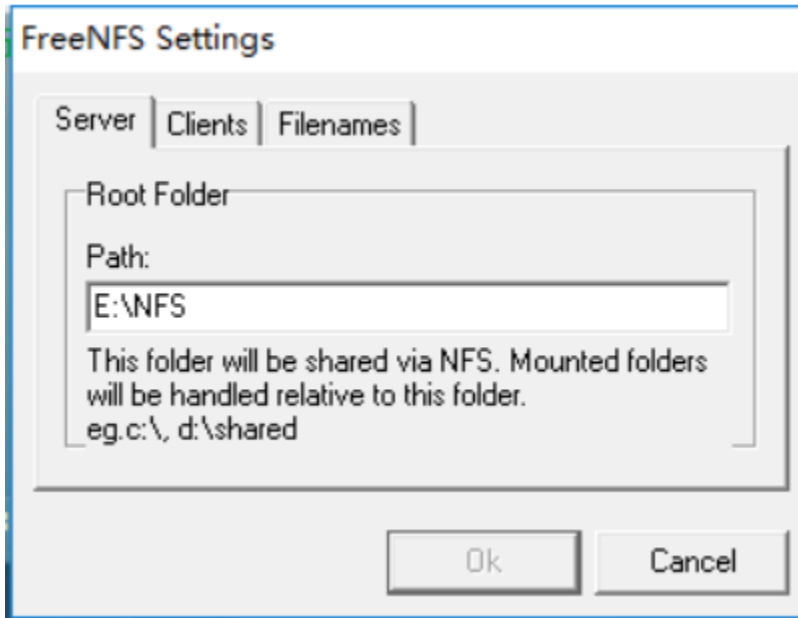 FreeNFS Settings
Server Clients Filenames
Root Folder
Path:
E:\NFS
This folder will be shared via NFS. Mounted folders
will be handled relative to this folder.
eg.c:\, d:\shared
Ok Cancel